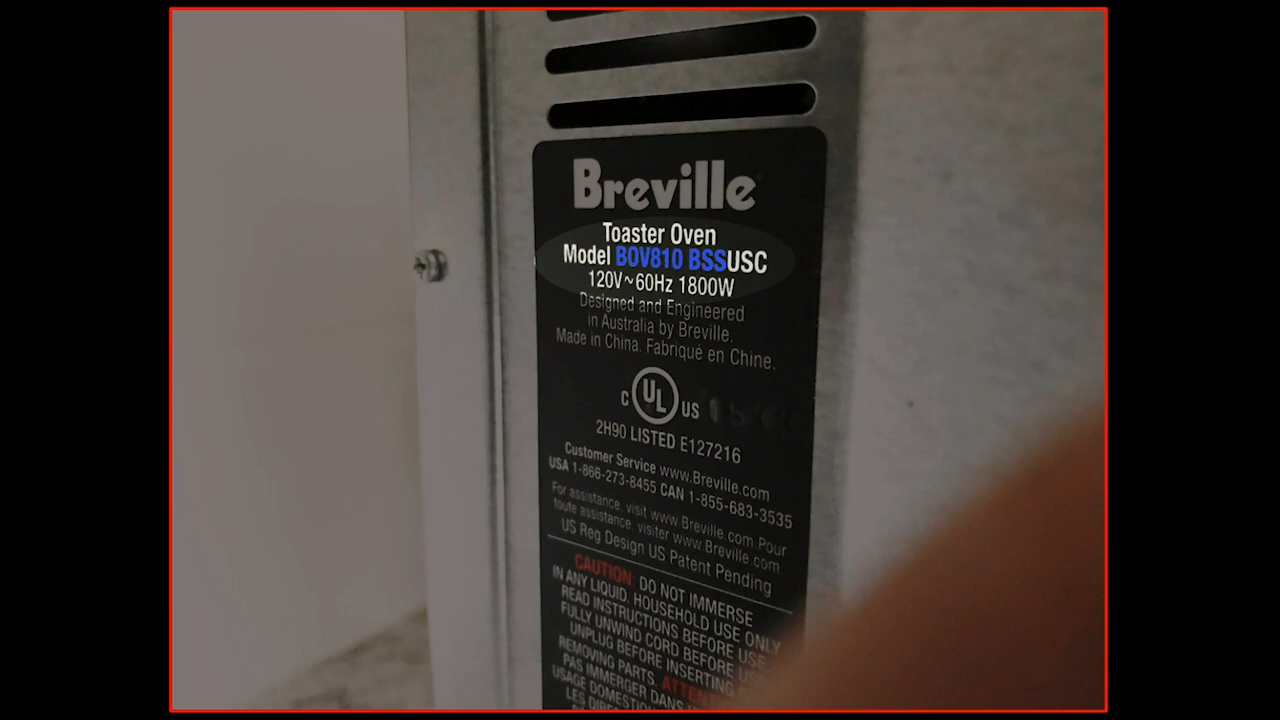 Breville
Toaster Oven
Model BOV810 BSSUSC
120V~60Hz 1800W
Designed and Engineered
in Australia by Breville.
Made in China. Fabriqué en Chine.
C UL US
2H90 LISTED E127216
Customer Service www.Breville.com
USA 1-866-273-8455 CAN 1-855-683-3535
For assistance, visit www.Breville.com.Pour
toute assistance, visiter www.Breville.com.
US Reg Design US Patent Pending
CAUTION: DO NOT IMMERSE
IN ANY LIQUID. HOUSEHOLD USE ONLY
READ INSTRUCTIONS BEFORE USE
FULLY UNWIND CORD BEFORE
UNPLUG BEFORE INSERTING
REMOVING PARTS.
PAS IMMERGER DANS
USAGE
LES